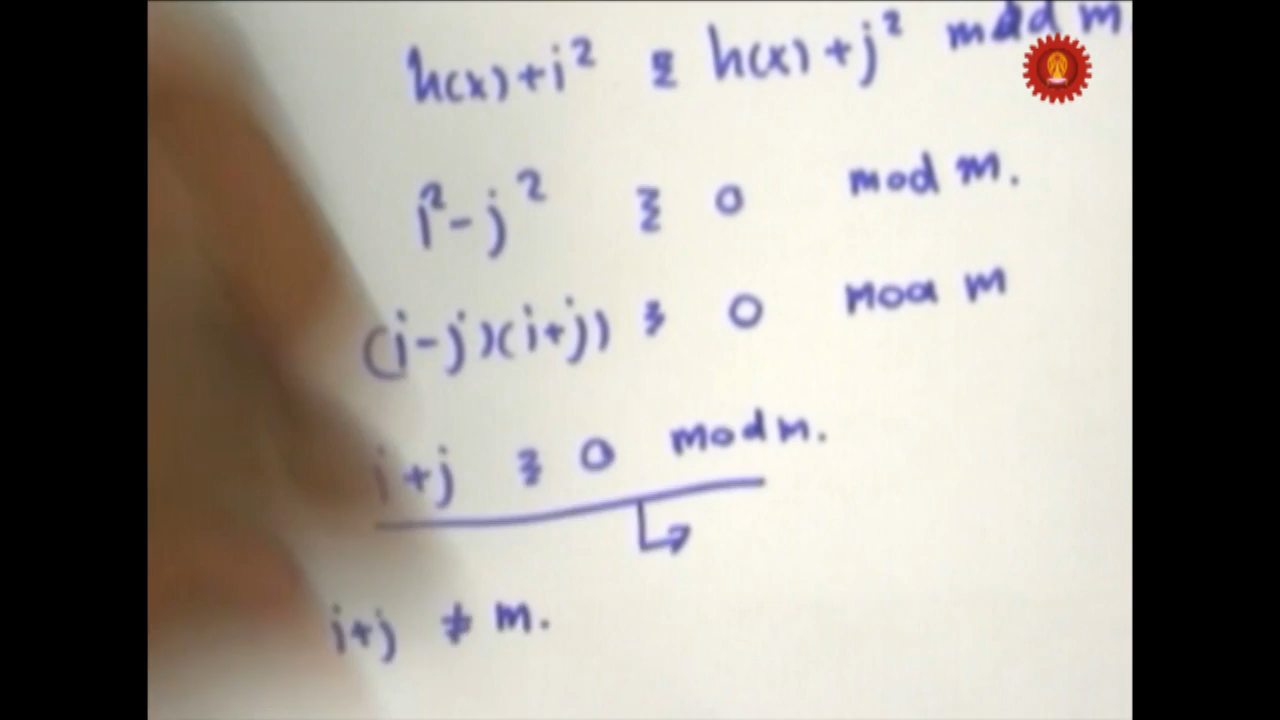 h(x)+i² ≡ h(x)+j² mod m
i²-j² ≡ 0 mod m.
(i-j)(i+j) ≡ 0 mod m
i+j ≡ 0 mod m.
i+j ≠ m.